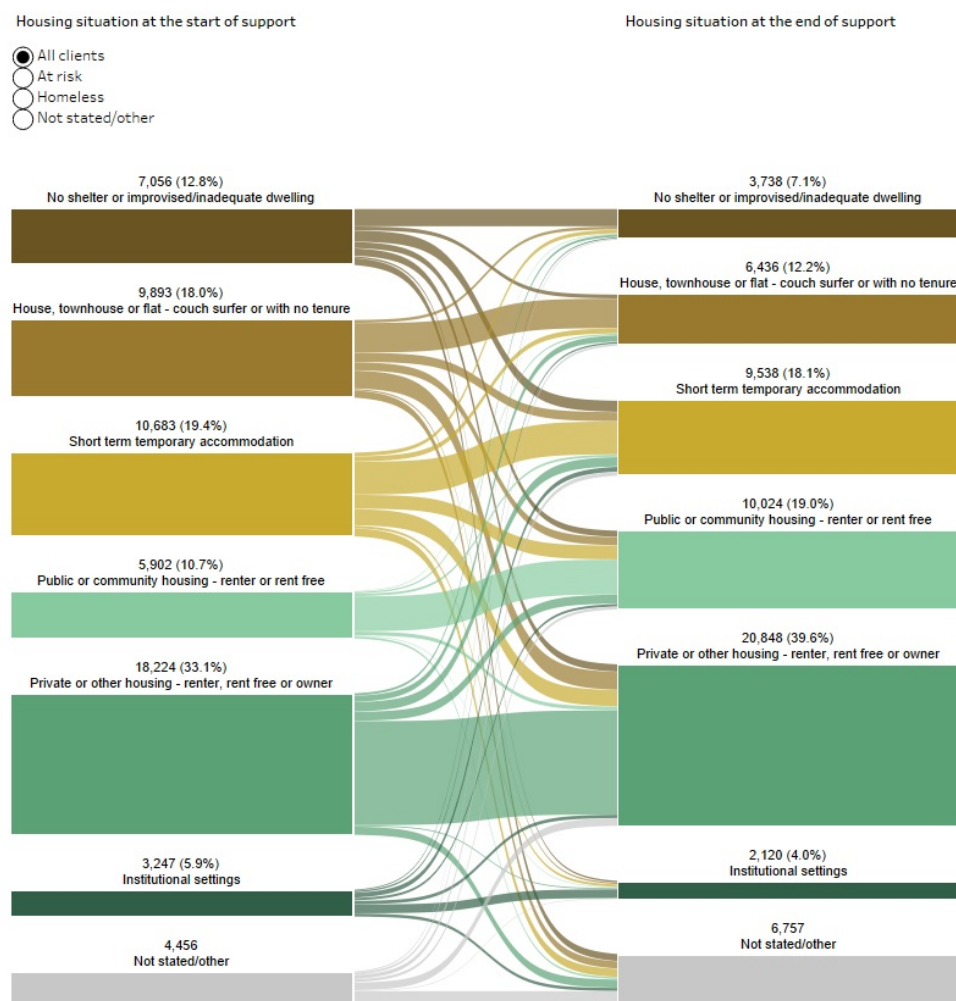 Housing situation at the start of support
Housing situation at the end of support
All clients
At risk
Homeless
Not stated/other
7,056 (12.8%)
No shelter or improvised/inadequate dwelling
3,738 (7.1%)
No shelter or improvised/inadequate dwelling
9,893 (18.0%)
House, townhouse or flat - couch surfer or with no tenure
6,436 (12.2%)
House, townhouse or flat - couch surfer or with no tenure
10,683 (19.4%)
Short term temporary accommodation
9,538 (18.1%)
Short term temporary accommodation
5,902 (10.7%)
Public or community housing - renter or rent free
10,024 (19.0%)
Public or community housing - renter or rent free
18,224 (33.1%)
Private or other housing - renter, rent free or owner
20,848 (39.6%)
Private or other housing - renter, rent free or owner
3,247 (5.9%)
Institutional settings
2,120 (4.0%)
Institutional settings
4,456
Not stated/other
6,757
Not stated/other